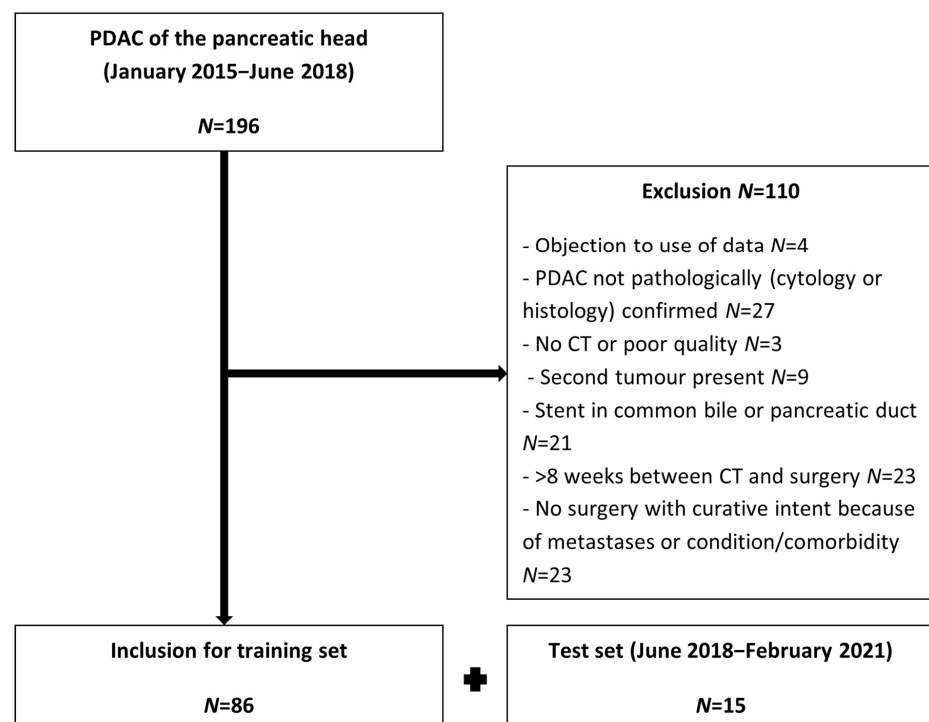 PDAC of the pancreatic head
(January 2015–June 2018)
N=196
Exclusion N=110
- Objection to use of data N=4
- PDAC not pathologically (cytology or
histology) confirmed N=27
- No CT or poor quality N=3
- Second tumour present N=9
- Stent in common bile or pancreatic duct
N=21
- >8 weeks between CT and surgery N=23
- No surgery with curative intent because
of metastases or condition/comorbidity
N=23
Inclusion for training set
N=86
Test set (June 2018–February 2021)
N=15